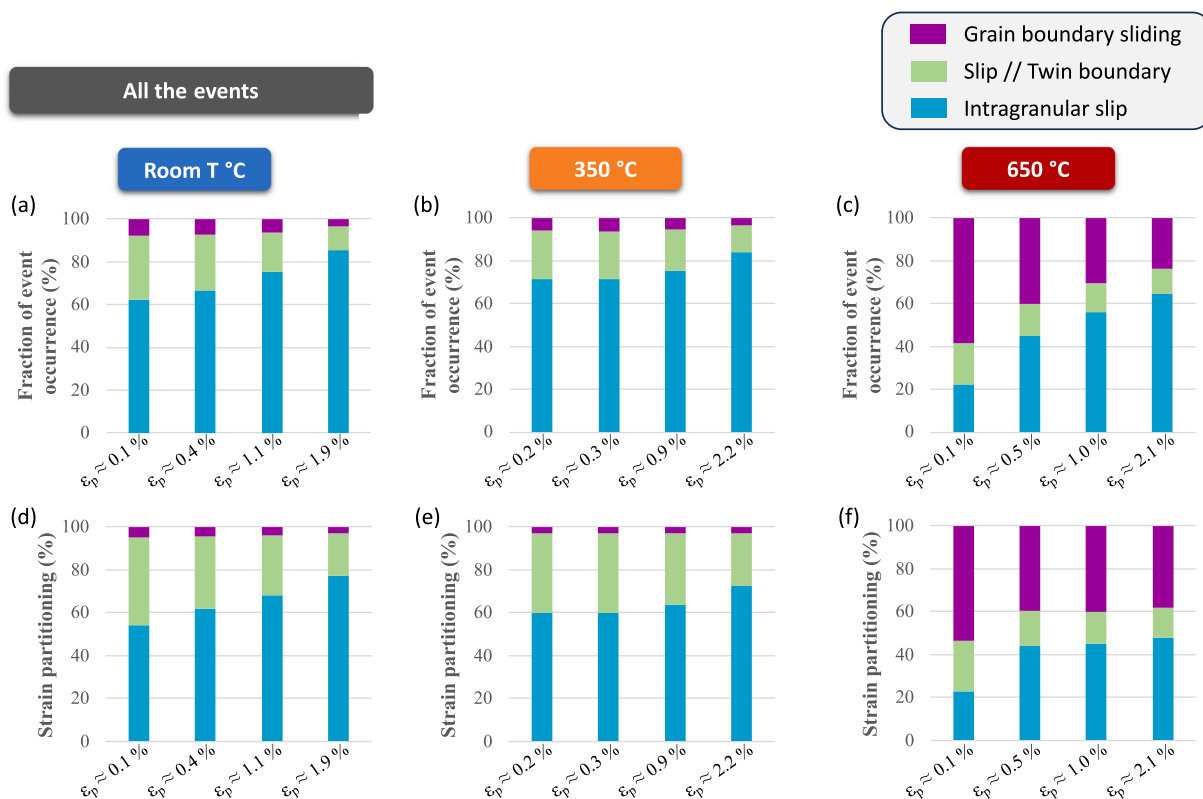 Grain boundary sliding
Slip // Twin boundary
Intragranular slip
All the events
Room T °C
350 °C
650 °C
(a)
Fraction of event
occurrence (%)
100
80
60
40
20
0
εp ≈ 0.1 %
εp ≈ 0.4 %
εp ≈ 1.1 %
εp ≈ 1.9 %
(b)
Fraction of event
occurrence (%)
100
80
60
40
20
0
εp ≈ 0.2 %
εp ≈ 0.3 %
εp ≈ 0.9 %
εp ≈ 2.2 %
(c)
Fraction of event
occurrence (%)
100
80
60
40
20
0
εp ≈ 0.1 %
εp ≈ 0.5 %
εp ≈ 1.0 %
εp ≈ 2.1 %
(d)
Strain partitioning (%)
100
80
60
40
20
0
εp ≈ 0.1 %
εp ≈ 0.4 %
εp ≈ 1.1 %
εp ≈ 1.9 %
(e)
Strain partitioning (%)
100
80
60
40
20
0
εp ≈ 0.2 %
εp ≈ 0.3 %
εp ≈ 0.9 %
εp ≈ 2.2 %
(f)
Strain partitioning (%)
100
80
60
40
20
0
εp ≈ 0.1 %
εp ≈ 0.5 %
εp ≈ 1.0 %
εp ≈ 2.1 %